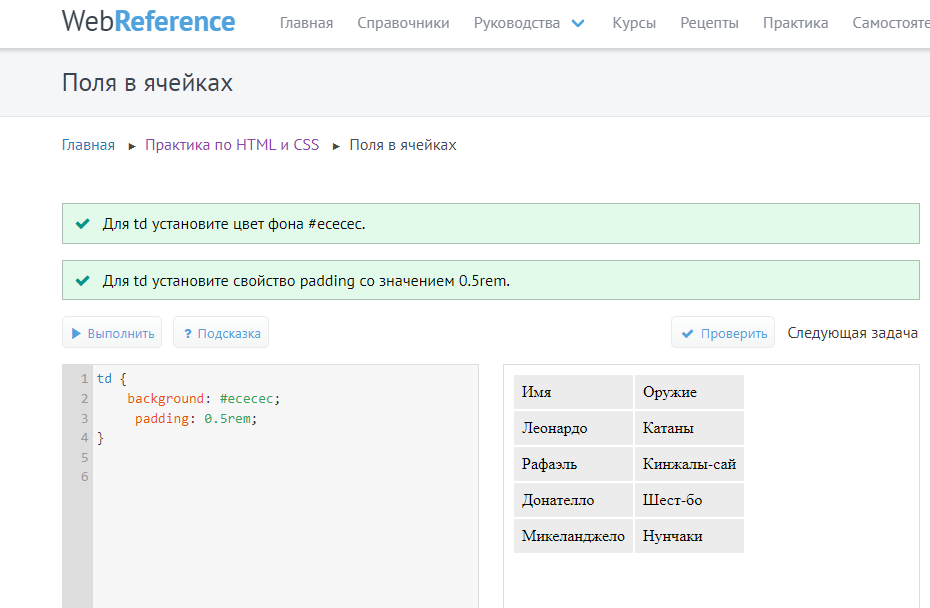 WebReference Главная Справочники Руководства Курсы Рецепты Практика Самостояте
Поля в ячейках
Главная ► Практика по HTML и CSS ► Поля в ячейках
✔ Для td установите цвет фона #ececec.
✔ Для td установите свойство padding со значением 0.5rem.
Выполнить ? Подсказка ✔ Проверить Следующая задача
1 td {
2 background: #ececec;
3 padding: 0.5rem;
4 }
5
6
Имя Оружие
Леонардо Катаны
Рафаэль Кинжалы-сай
Донателло Шест-бо
Микеланджело Нунчаки